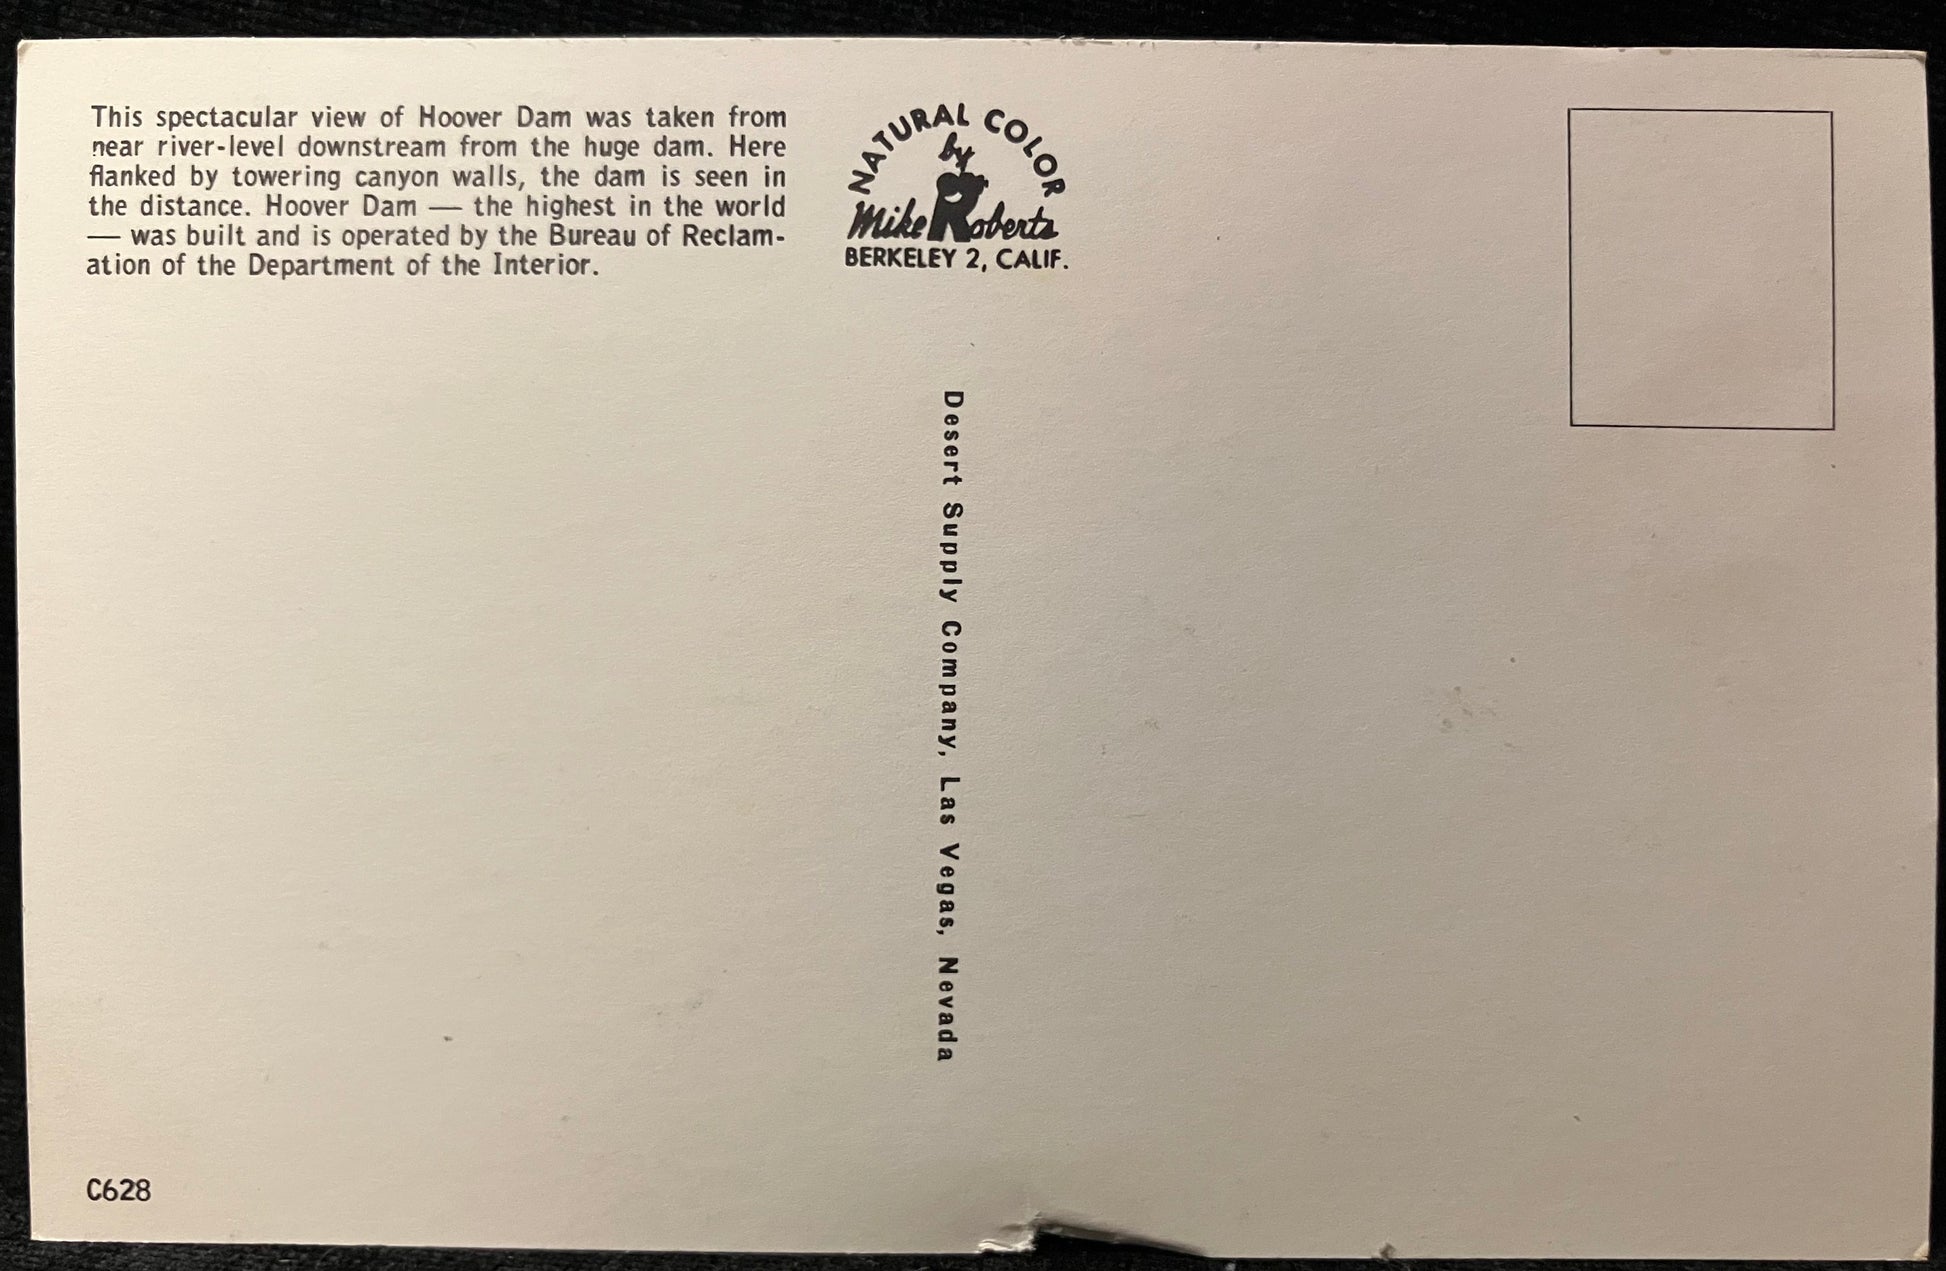 This spectacular view of Hoover Dam was taken from
near river-level downstream from the huge dam. Here
flanked by towering canyon walls, the dam is seen in
the distance. Hoover Dam — the highest in the world
— was built and is operated by the Bureau of Reclam-
ation of the Department of the Interior.
NATURAL COLOR
by
Mike Roberts
BERKELEY 2, CALIF.
Desert Supply Company, Las Vegas, Nevada
C628